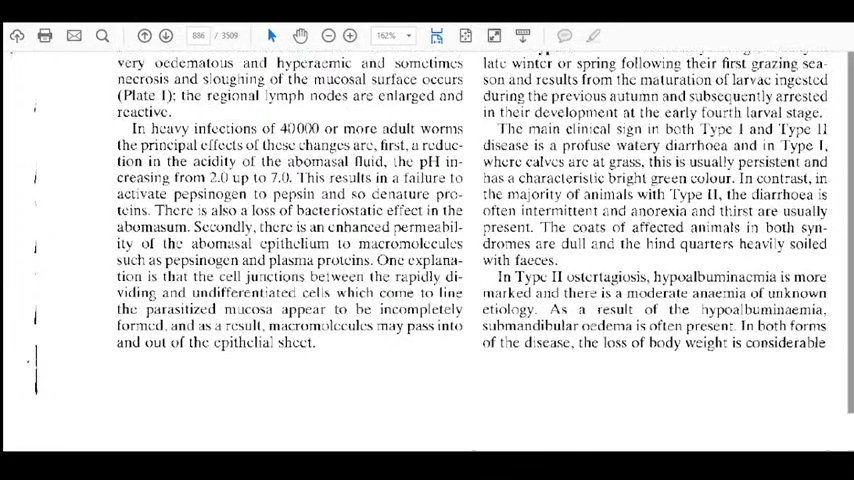 886 / 3509
162%
very oedematous and hyperaemic and sometimes
necrosis and sloughing of the mucosal surface occurs
(Plate I); the regional lymph nodes are enlarged and
reactive.
In heavy infections of 40000 or more adult worms
the principal effects of these changes are, first, a reduc-
tion in the acidity of the abomasal fluid, the pH in-
creasing from 2.0 up to 7.0. This results in a failure to
activate pepsinogen to pepsin and so denature pro-
teins. There is also a loss of bacteriostatic effect in the
abomasum. Secondly, there is an enhanced permeabil-
ity of the abomasal epithelium to macromolecules
such as pepsinogen and plasma proteins. One explana-
tion is that the cell junctions between the rapidly di-
viding and undifferentiated cells which come to line
the parasitized mucosa appear to be incompletely
formed, and as a result, macromolecules may pass into
and out of the epithelial sheet.
late winter or spring following their first grazing sea-
son and results from the maturation of larvae ingested
during the previous autumn and subsequently arrested
in their development at the early fourth larval stage.
The main clinical sign in both Type I and Type II
disease is a profuse watery diarrhoea and in Type I,
where calves are at grass, this is usually persistent and
has a characteristic bright green colour. In contrast, in
the majority of animals with Type II, the diarrhoea is
often intermittent and anorexia and thirst are usually
present. The coats of affected animals in both syn-
dromes are dull and the hind quarters heavily soiled
with faeces.
In Type II ostertagiosis, hypoalbuminaemia is more
marked and there is a moderate anaemia of unknown
etiology. As a result of the hypoalbuminaemia,
submandibular oedema is often present. In both forms
of the disease, the loss of body weight is considerable